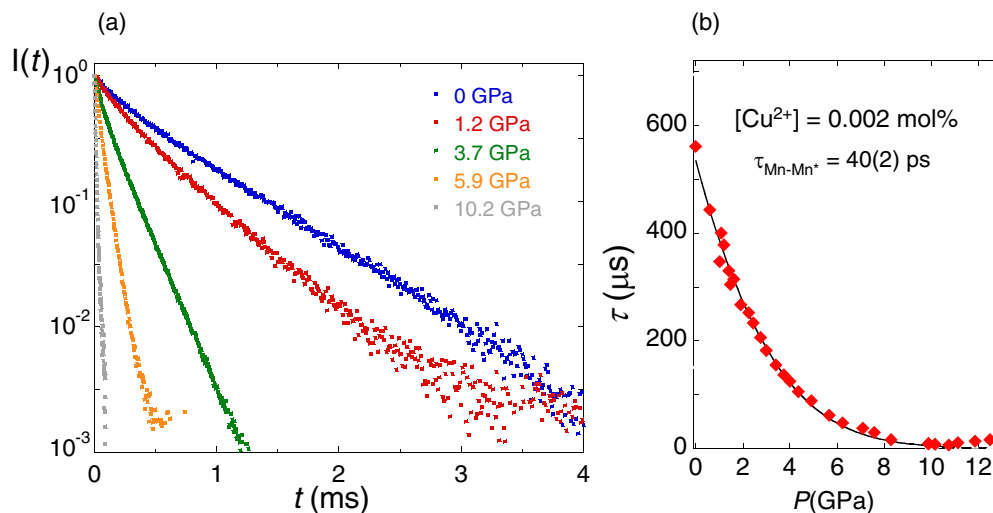 (a)
(b)
I(t)
10⁰
10⁻¹
10⁻²
10⁻³
0 GPa
1.2 GPa
3.7 GPa
5.9 GPa
10.2 GPa
0 1 2 3 4
t (ms)
[Cu²⁺] = 0.002 mol%
τMn-Mn* = 40(2) ps
600
400
200
0
τ (μs)
0 2 4 6 8 10 12
P(GPa)